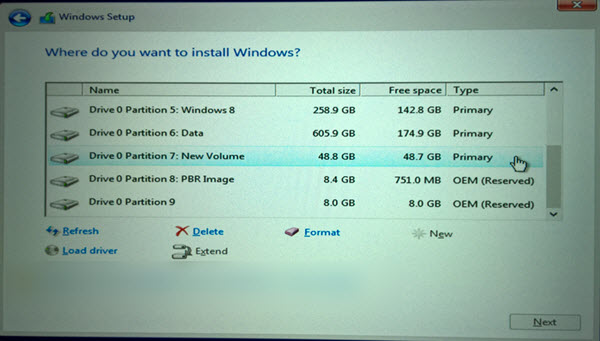 Windows Setup
Where do you want to install Windows?
Name Total size Free space Type
Drive 0 Partition 5: Windows 8 258.9 GB 142.8 GB Primary
Drive 0 Partition 6: Data 605.9 GB 174.9 GB Primary
Drive 0 Partition 7: New Volume 48.8 GB 48.7 GB Primary
Drive 0 Partition 8: PBR Image 8.4 GB 751.0 MB OEM (Reserved)
Drive 0 Partition 9 8.0 GB 8.0 GB OEM (Reserved)
Refresh Delete Format New
Load driver Extend
Next